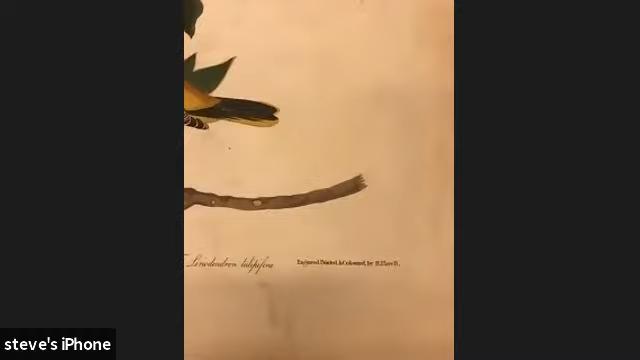 Liriodendron tulipifera
Engraved, Printed, & Coloured, by R. Havell.
steve's iPhone